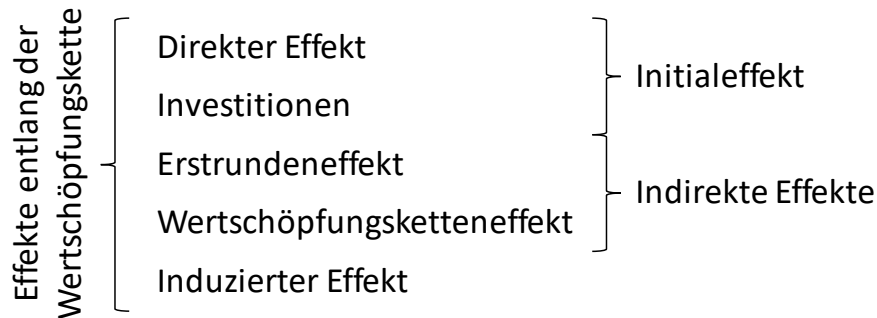 Effekte entlang der
Wertschöpfungskette
Direkter Effekt
Investitionen
Erstrundeneffekt
Wertschöpfungsketteneffekt
Induzierter Effekt
Initialeffekt
Indirekte Effekte